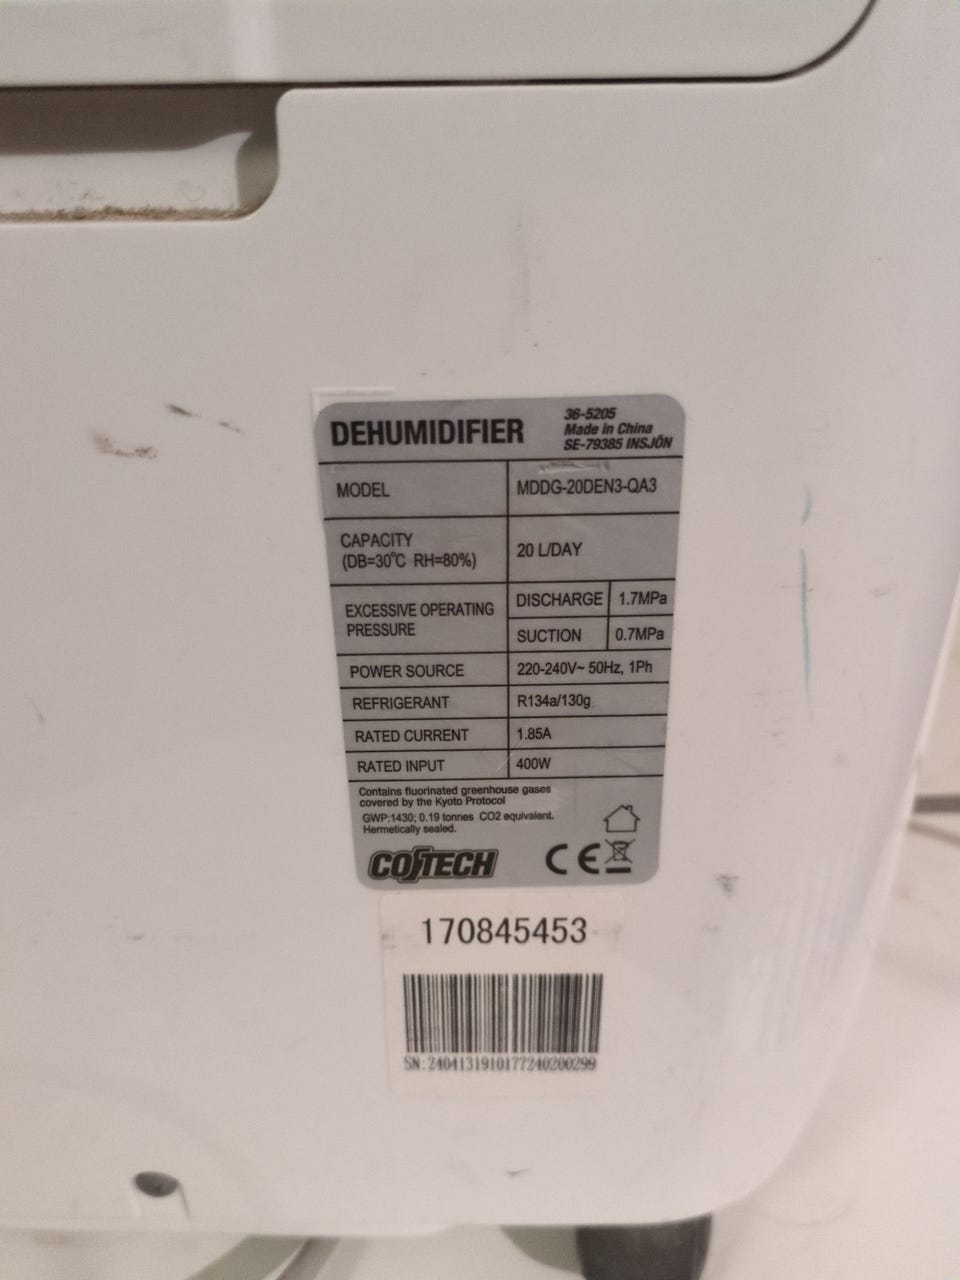 DEHUMIDIFIER
36-5205
Made in China
SE-79385 INSJÖN
MODEL MDDG-20DEN3-QA3
CAPACITY
(DB=30℃ RH=80%) 20 L/DAY
EXCESSIVE OPERATING
PRESSURE
DISCHARGE 1.7MPa
SUCTION 0.7MPa
POWER SOURCE 220-240V~ 50Hz, 1Ph
REFRIGERANT R134a/130g
RATED CURRENT 1.85A
RATED INPUT 400W
Contains fluorinated greenhouse gases
covered by the Kyoto Protocol
GWP:1430; 0.19 tonnes CO2 equivalent.
Hermetically sealed.
COTECH CE
170845453
SN:2404131910177240200299